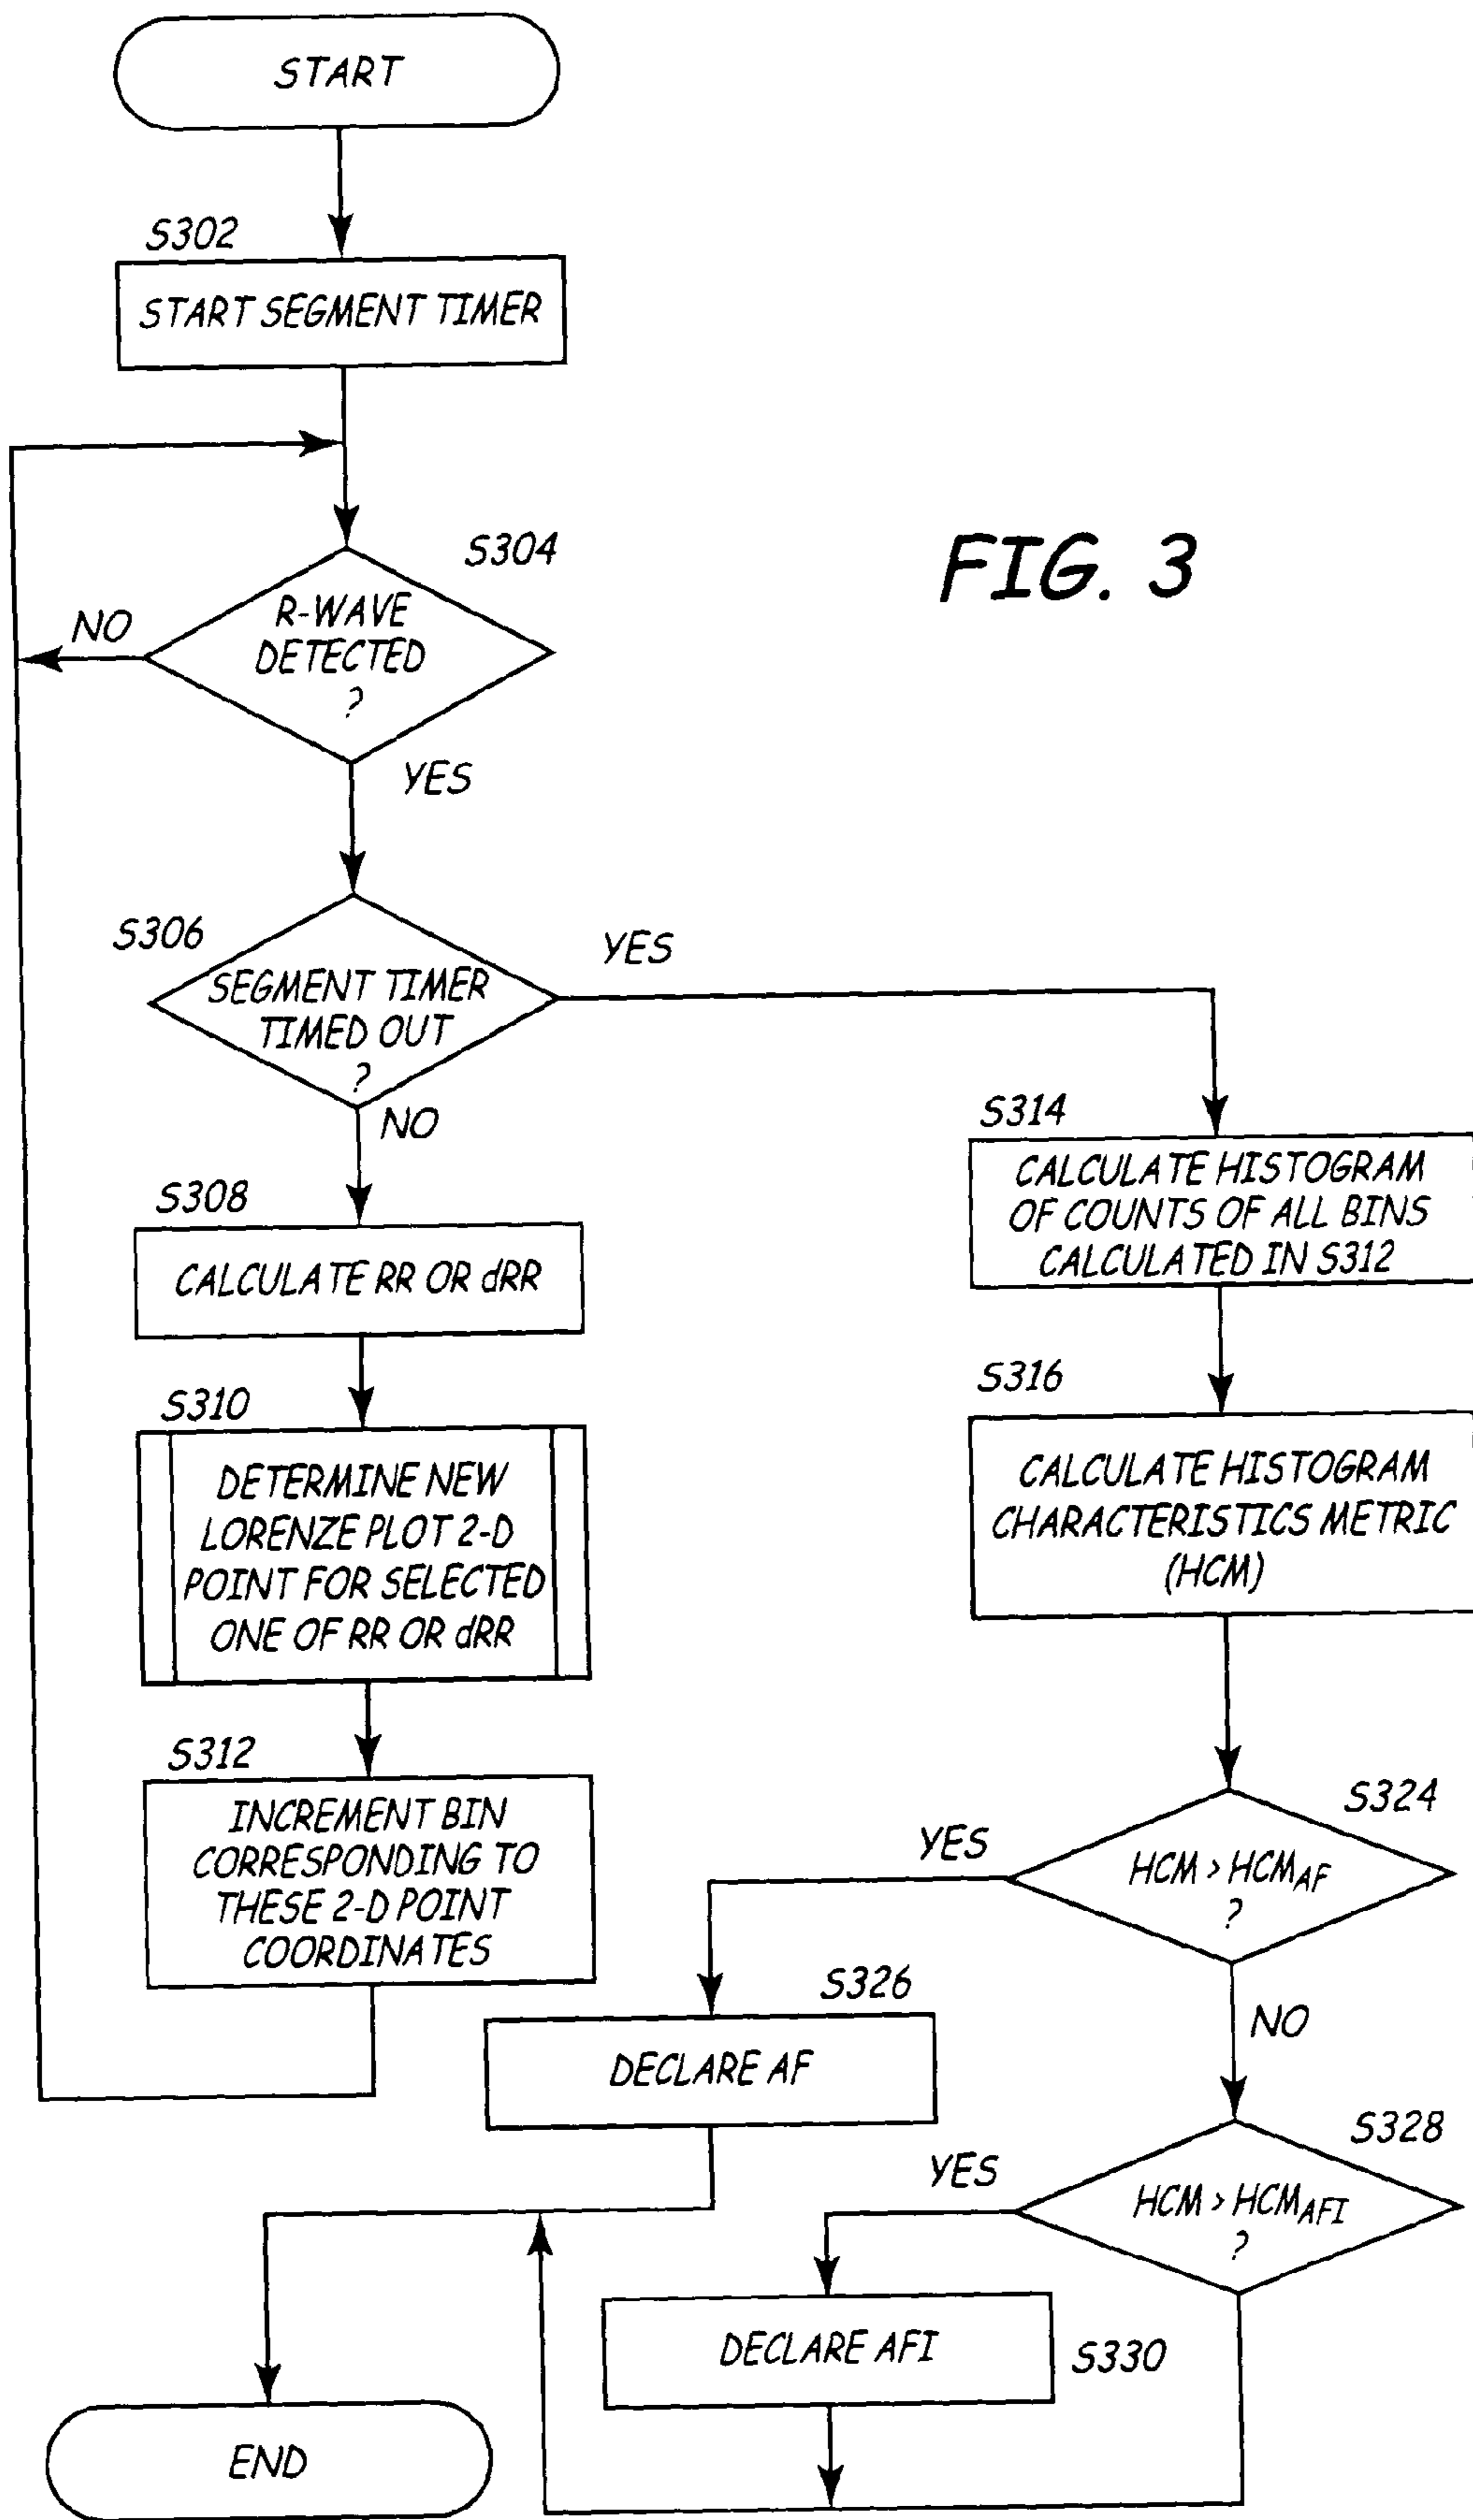 START
S302
START SEGMENT TIMER
S304
FIG. 3
R-WAVE
DETECTED
?
NO
YES
S306
SEGMENT TIMER
TIMED OUT
?
YES
NO
S308
CALCULATE RR OR dRR
S310
DETERMINE NEW
LORENZE PLOT 2-D
POINT FOR SELECTED
ONE OF RR OR dRR
S312
INCREMENT BIN
CORRESPONDING TO
THESE 2-D POINT
COORDINATES
S314
CALCULATE HISTOGRAM
OF COUNTS OF ALL BINS
CALCULATED IN S312
S316
CALCULATE HISTOGRAM
CHARACTERISTICS METRIC
(HCM)
S324
HCM > HCMAF
?
YES
NO
S326
DECLARE AF
S328
HCM > HCMAFI
?
YES
DECLARE AFI
S330
END